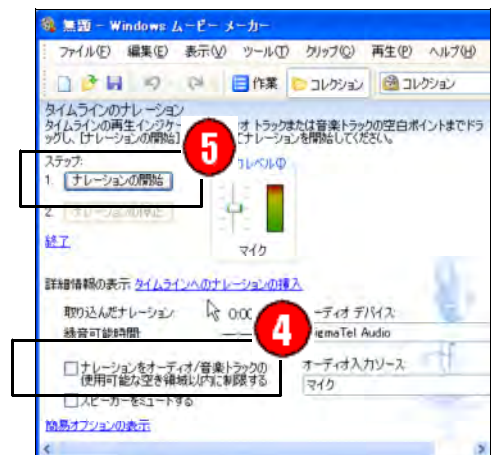 無題 - Windows ムービー メーカー
ファイル(F) 編集(E) 表示(V) ツール(T) クリップ(C) 再生(P) ヘルプ(H)
作業 コレクション コレクション
タイムラインのナレーション
タイムラインの再生インジケー オ トラックまたは音楽トラックの空白ポイントまでドラ
ッグし、[ナレーションの開始] ナレーションを開始してください。
5
ステップ:
1. ナレーションの開始
レベル(I)
2. ナレーションの停止
終了
マイク
詳細情報の表示 タイムラインへのナレーションの挿入
取り込んだナレーション: 0:00 ーディオ デバイス:
録音可能時間: emaTel Audio
4
ナレーションをオーディオ/音楽トラックの オーディオ入力ソース:
使用可能な空き領域以内に制限する マイク
スピーカーをミュートする
簡易オプションの表示